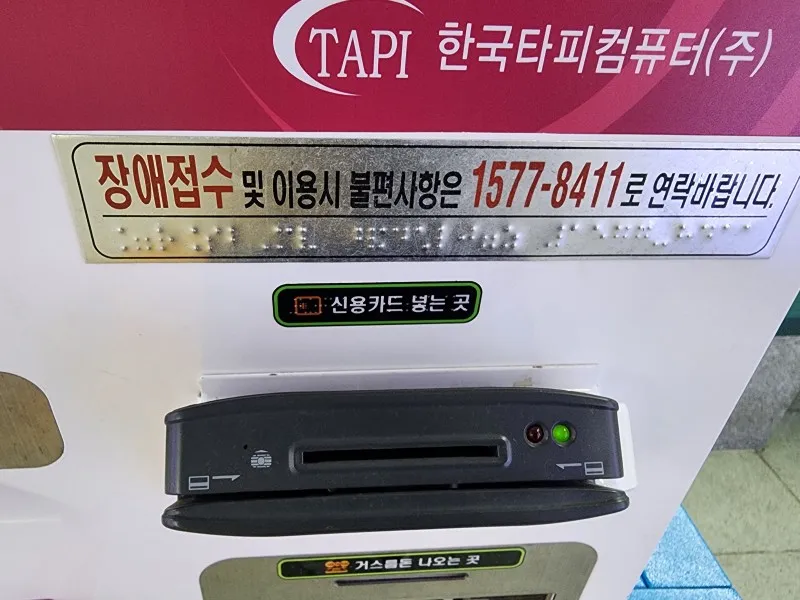 TAPI 한국타피컴퓨터(주)
장애접수 및 이용시 불편사항은 1577-8411로 연락바랍니다.
신용카드 넣는 곳
거스름돈 나오는 곳